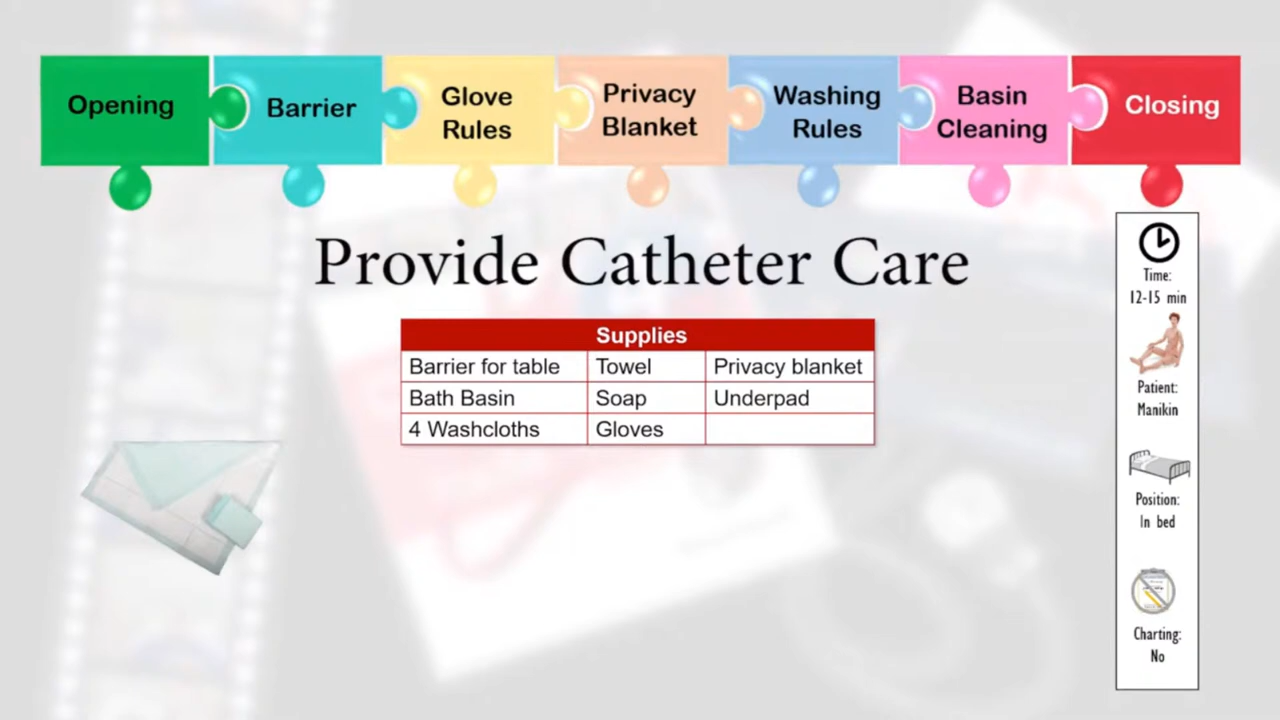 Opening
Barrier
Glove
Rules
Privacy
Blanket
Washing
Rules
Basin
Cleaning
Closing
Provide Catheter Care
Supplies
Barrier for table Towel Privacy blanket
Bath Basin Soap Underpad
4 Washcloths Gloves
Time:
12-15 min
Patient:
Manikin
Position:
In bed
Charting:
No